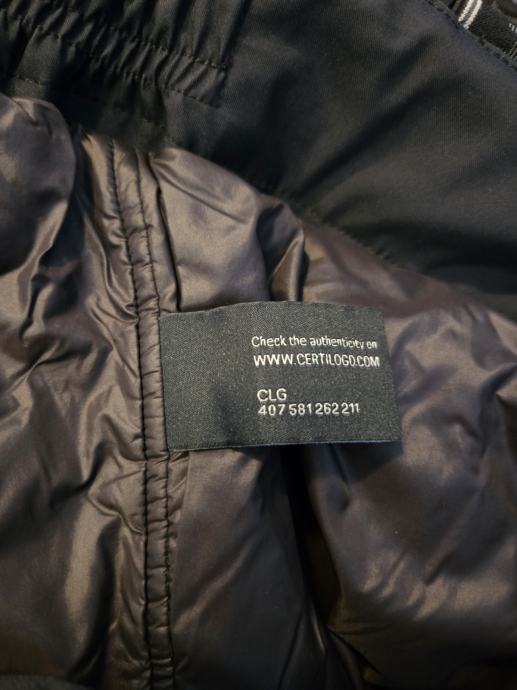 Check the authenticity on
WWW.CERTILOGO.COM
CLG
407 581 262 211